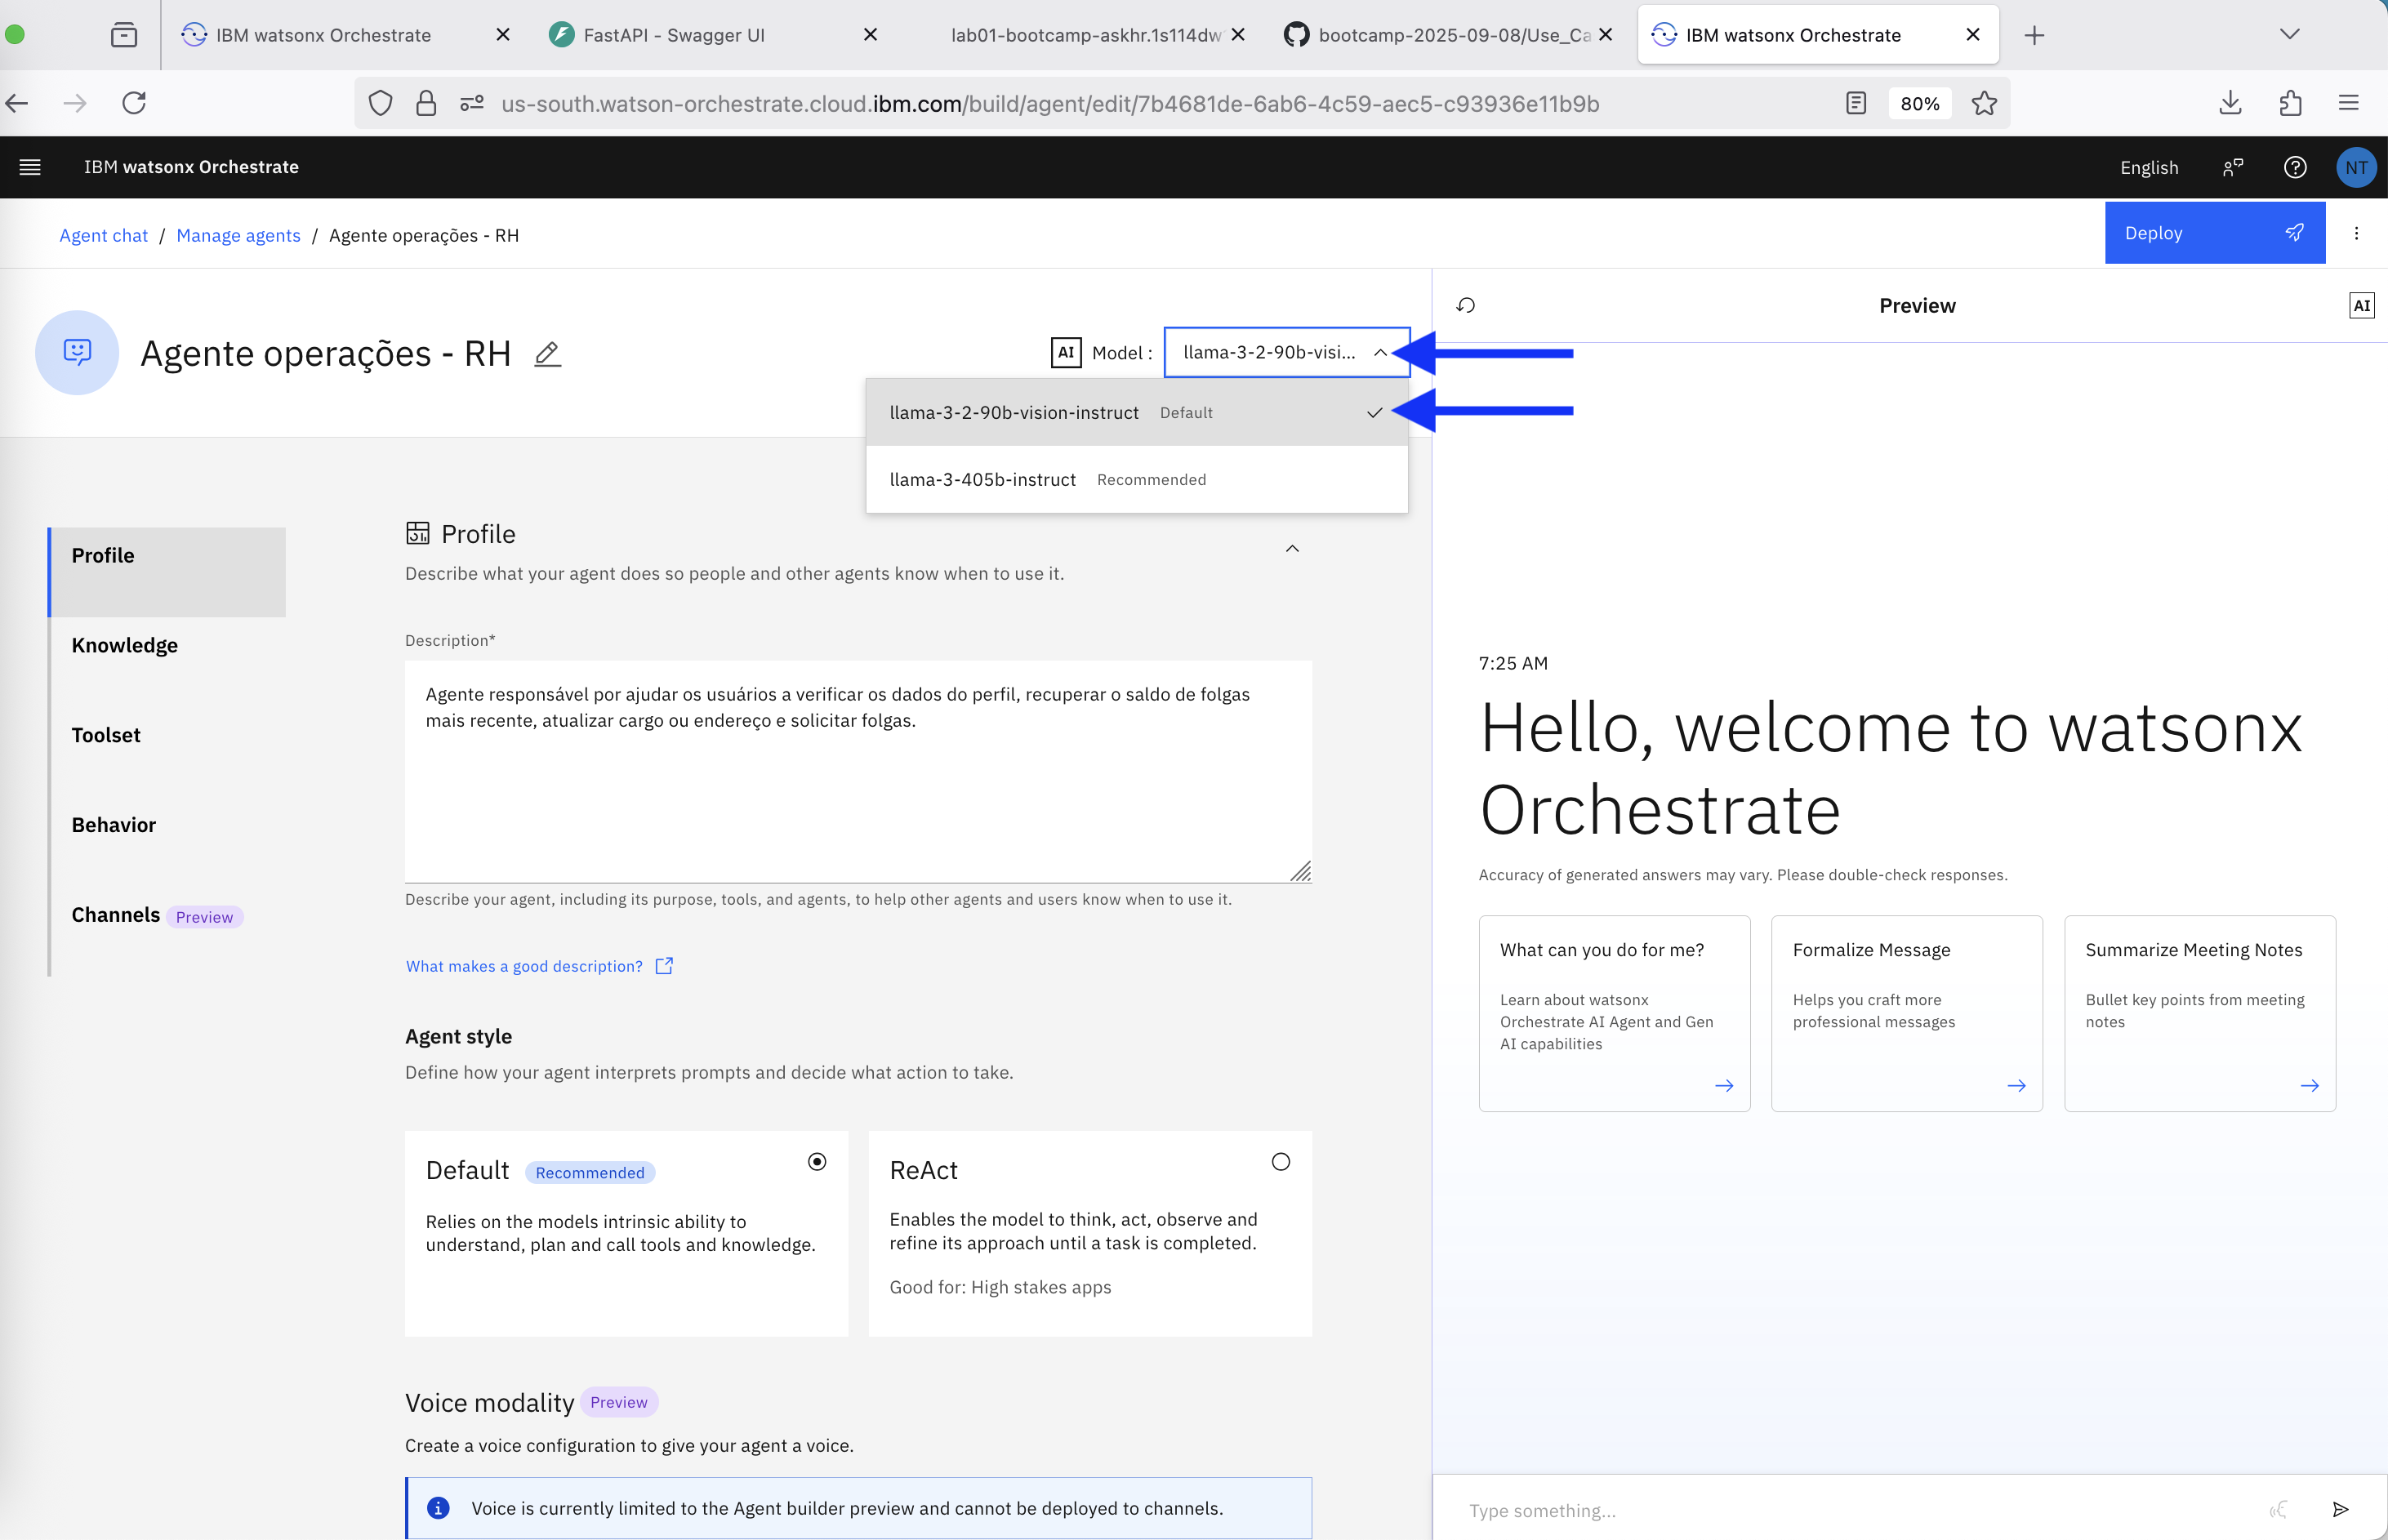 IBM watsonx Orchestrate
FastAPI - Swagger UI
lab01-bootcamp-askhr.1s114dw
bootcamp-2025-09-08/Use_Ca
IBM watsonx Orchestrate
us-south.watson-orchestrate.cloud.ibm.com/build/agent/edit/7b4681de-6ab6-4c59-aec5-c93936e11b9b
80%
IBM watsonx Orchestrate
English
NT
Agent chat / Manage agents / Agente operações - RH
Deploy
Agente operações - RH
AI Model :
llama-3-2-90b-visi...
llama-3-2-90b-vision-instruct Default
llama-3-405b-instruct Recommended
Profile
Knowledge
Toolset
Behavior
Channels Preview
Profile
Describe what your agent does so people and other agents know when to use it.
Description*
Agente responsável por ajudar os usuários a verificar os dados do perfil, recuperar o saldo de folgas
mais recente, atualizar cargo ou endereço e solicitar folgas.
Describe your agent, including its purpose, tools, and agents, to help other agents and users know when to use it.
What makes a good description?
Agent style
Define how your agent interprets prompts and decide what action to take.
Default Recommended
Relies on the models intrinsic ability to
understand, plan and call tools and knowledge.
ReAct
Enables the model to think, act, observe and
refine its approach until a task is completed.
Good for: High stakes apps
Voice modality Preview
Create a voice configuration to give your agent a voice.
Voice is currently limited to the Agent builder preview and cannot be deployed to channels.
Preview
AI
7:25 AM
Hello, welcome to watsonx
Orchestrate
Accuracy of generated answers may vary. Please double-check responses.
What can you do for me?
Learn about watsonx
Orchestrate AI Agent and Gen
AI capabilities
Formalize Message
Helps you craft more
professional messages
Summarize Meeting Notes
Bullet key points from meeting
notes
Type something...